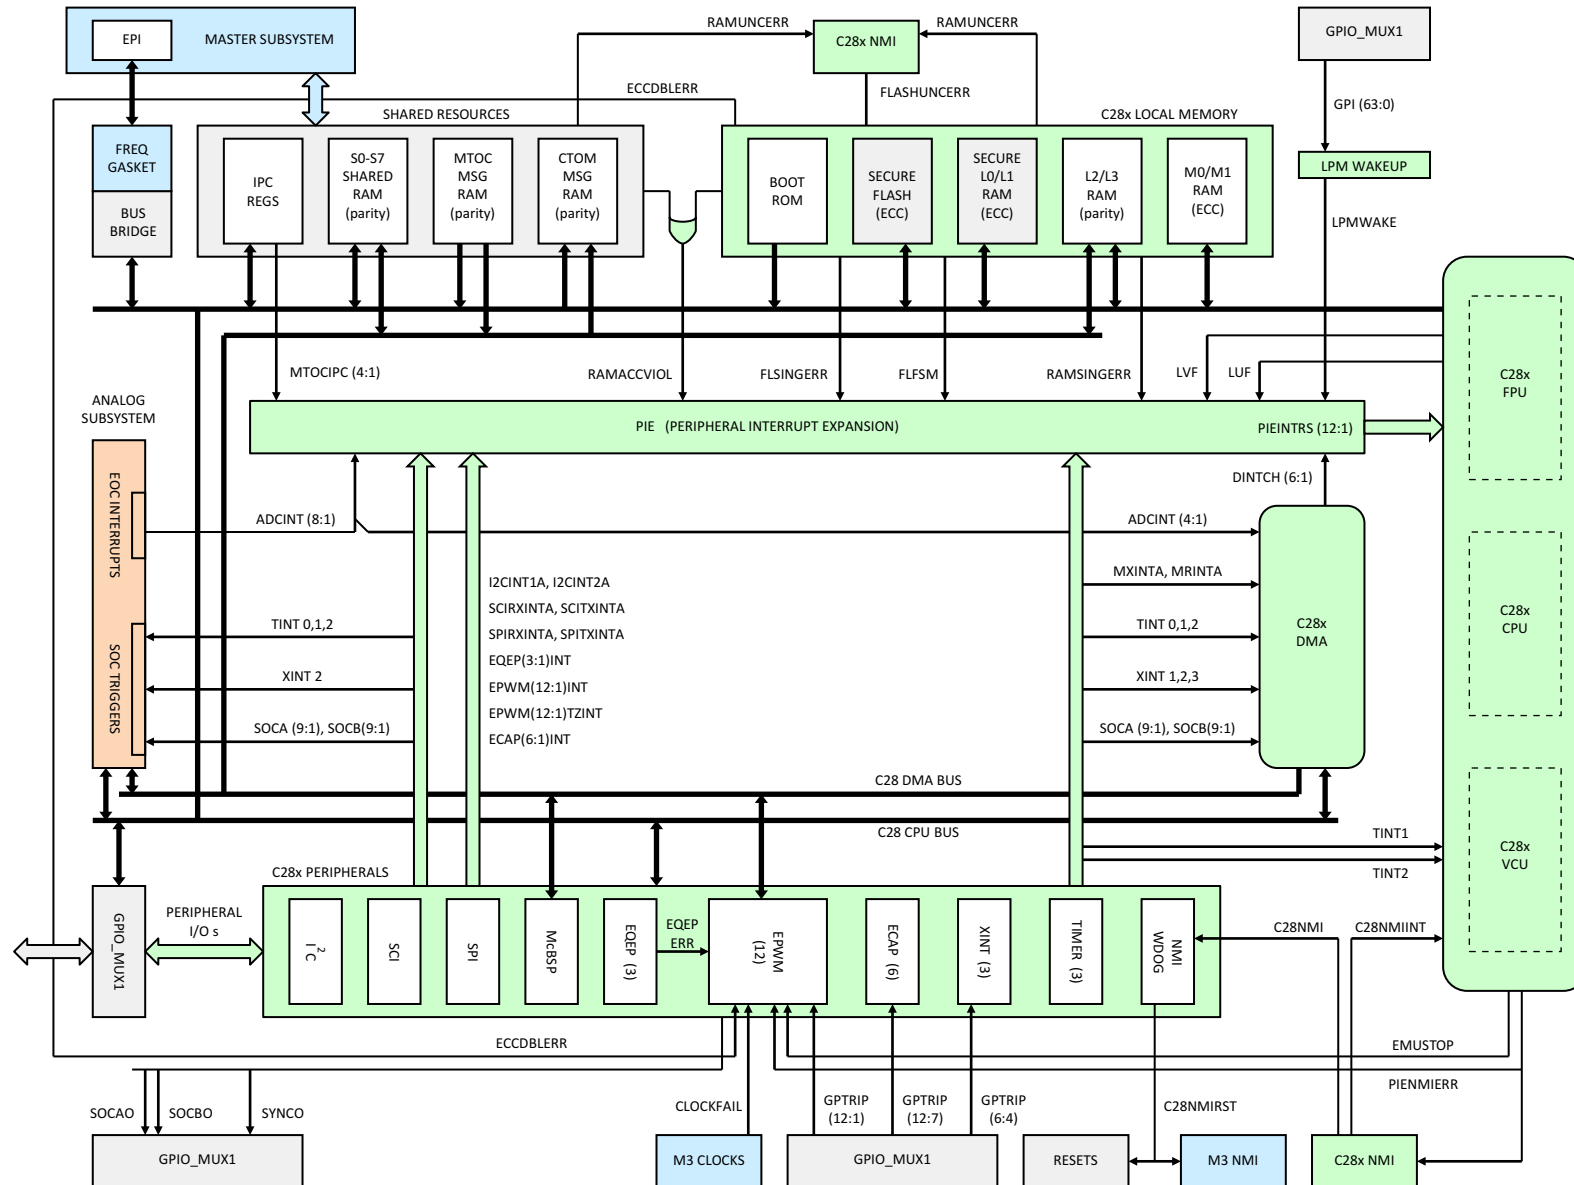 EPI
MASTER SUBSYSTEM
RAMUNCERR
C28x NMI
RAMUNCERR
GPIO_MUX1
ECCDBLERR
FLASHUNCERR
SHARED RESOURCES
C28x LOCAL MEMORY
GPI (63:0)
FREQ
GASKET
BUS
BRIDGE
IPC
REGS
S0-S7
SHARED
RAM
(parity)
MTOC
MSG
RAM
(parity)
CTOM
MSG
RAM
(parity)
BOOT
ROM
SECURE
FLASH
(ECC)
SECURE
L0/L1
RAM
(ECC)
L2/L3
RAM
(parity)
M0/M1
RAM
(ECC)
LPM WAKEUP
LPMWAKE
MTOCIPC (4:1)
RAMACCVIOL
FLSINGERR
FLFSM
RAMSINGERR
LVF
LUF
C28x
FPU
ANALOG
SUBSYSTEM
PIE (PERIPHERAL INTERRUPT EXPANSION)
PIEINTRS (12:1)
DINTCH (6:1)
EOC INTERRUPTS
ADCINT (8:1)
ADCINT (4:1)
I2CINT1A, I2CINT2A
SCIRXINTA, SCITXINTA
SPIRXINTA, SPITXINTA
EQEP(3:1)INT
EPWM(12:1)INT
EPWM(12:1)TZINT
ECAP(6:1)INT
MXINTA, MRINTA
C28x
DMA
C28x
CPU
SOC TRIGGERS
TINT 0,1,2
TINT 0,1,2
XINT 2
XINT 1,2,3
SOCA (9:1), SOCB(9:1)
SOCA (9:1), SOCB(9:1)
C28 DMA BUS
C28 CPU BUS
TINT1
TINT2
C28x
VCU
C28x PERIPHERALS
GPIO_MUX1
PERIPHERAL
I/O s
I2C
SCI
SPI
McBSP
EQEP (3)
EQEP
ERR
EPWM
(12)
ECAP (6)
XINT (3)
TIMER (3)
NMI
WDOG
C28NMI
C28NMIINT
ECCDBLERR
EMUSTOP
PIENMIERR
SOCAO
SOCBO
SYNCO
CLOCKFAIL
GPTRIP
(12:1)
GPTRIP
(12:7)
GPTRIP
(6:4)
C28NMIRST
GPIO_MUX1
M3 CLOCKS
GPIO_MUX1
RESETS
M3 NMI
C28x NMI